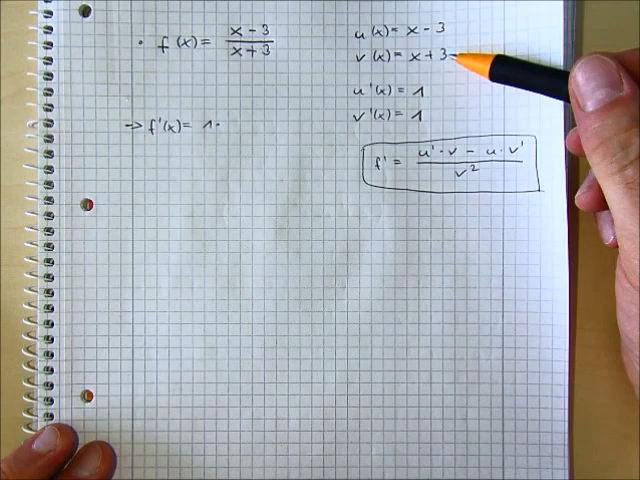 • f(x) = x - 3 / x + 3
u(x) = x - 3
v(x) = x + 3
u'(x) = 1
v'(x) = 1
→ f'(x) = 1 ·
f' = u' · v - u · v' / v²